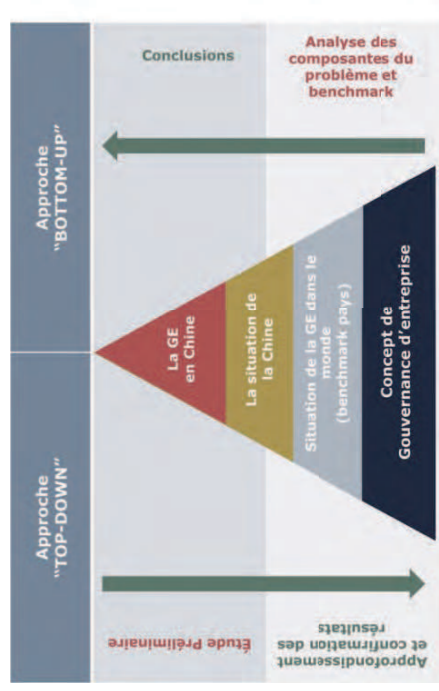 Approche
"TOP-DOWN"
Approche
"BOTTOM-UP"
Étude Préliminaire
Approfondissement
et confirmation des
résultats
La GE
en Chine
La situation de
la Chine
Situation de la GE dans le
monde
(benchmark pays)
Concept de
Gouvernance d'entreprise
Conclusions
Analyse des
composantes du
problème et
benchmark